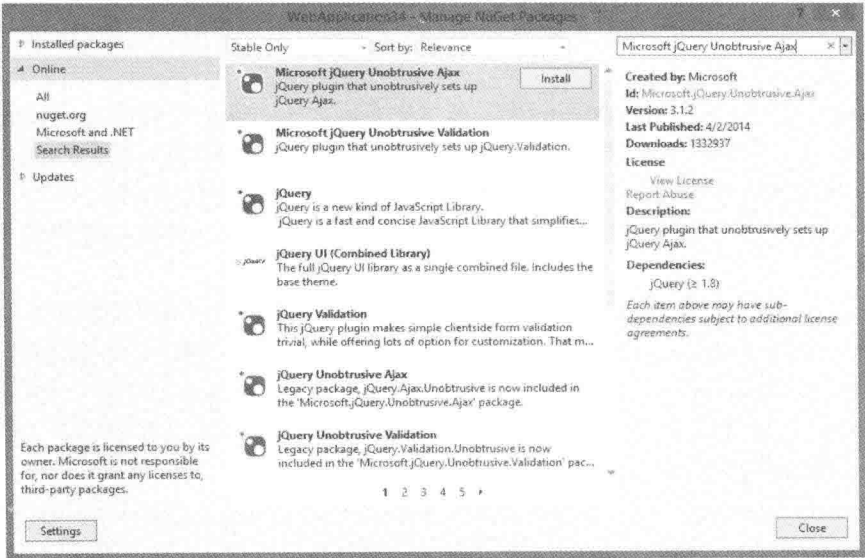 WebApplication34 - Manage NuGet Packages
? ×
Installed packages
Online
All
nuget.org
Microsoft and .NET
Search Results
Updates
Each package is licensed to you by its
owner. Microsoft is not responsible
for, nor does it grant any licenses to,
third-party packages.
Settings
Stable Only
Sort by: Relevance
Microsoft jQuery Unobtrusive Ajax
jQuery plugin that unobtrusively sets up
jQuery Ajax.
Install
Microsoft jQuery Unobtrusive Validation
jQuery plugin that unobtrusively sets up jQuery.Validation.
jQuery
jQuery is a new kind of JavaScript Library.
jQuery is a fast and concise JavaScript Library that simplifies...
jQuery UI (Combined Library)
The full jQuery UI library as a single combined file. Includes the
base theme.
jQuery Validation
This jQuery plugin makes simple clientside form validation
trivial, while offering lots of option for customization. That m...
jQuery Unobtrusive Ajax
Legacy package, jQuery.Ajax.Unobtrusive is now included in
the 'Microsoft.jQuery.Unobtrusive.Ajax' package.
jQuery Unobtrusive Validation
Legacy package, jQuery.Validation.Unobtrusive is now
included in the 'Microsoft.jQuery.Unobtrusive.Validation' pac...
1 2 3 4 5
Microsoft jQuery Unobtrusive Ajax ×
Created by: Microsoft
Id: Microsoft.jQuery.Unobtrusive.Ajax
Version: 3.1.2
Last Published: 4/2/2014
Downloads: 1332937
License
View License
Report Abuse
Description:
jQuery plugin that unobtrusively sets up
jQuery Ajax.
Dependencies:
jQuery (≥ 1.8)
Each item above may have sub-
dependencies subject to additional license
agreements.
Close